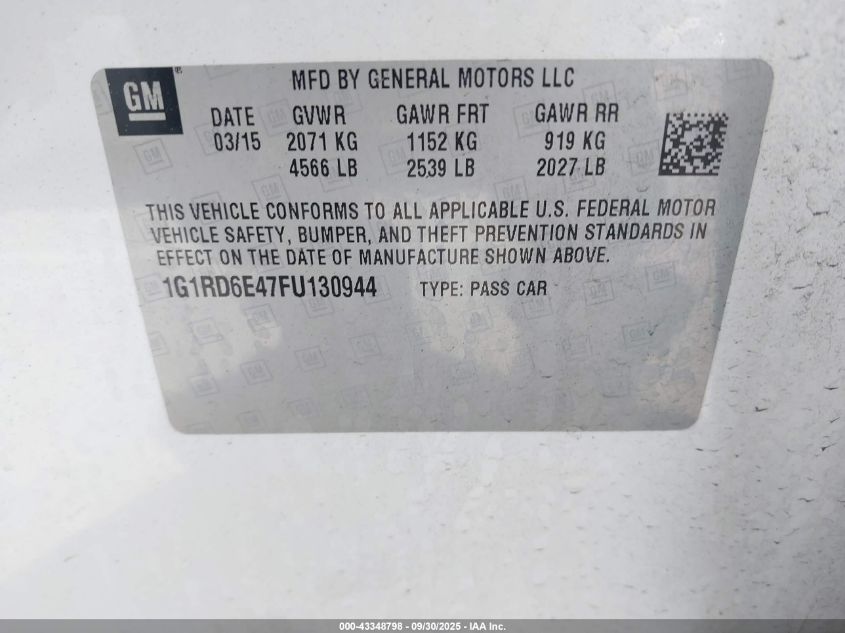 GM
MFD BY GENERAL MOTORS LLC
DATE GVWR GAWR FRT GAWR RR
03/15 2071 KG 1152 KG 919 KG
4566 LB 2539 LB 2027 LB
THIS VEHICLE CONFORMS TO ALL APPLICABLE U.S. FEDERAL MOTOR
VEHICLE SAFETY, BUMPER, AND THEFT PREVENTION STANDARDS IN
EFFECT ON THE DATE OF MANUFACTURE SHOWN ABOVE.
1G1RD6E47FU130944 TYPE: PASS CAR
000-43348798 - 09/30/2025 - IAA Inc.